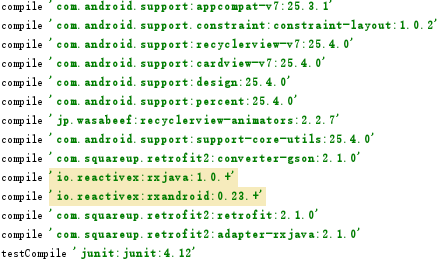 compile 'com.android.support:appcompat-v7:25.3.1'
compile 'com.android.support.constraint:constraint-layout:1.0.2'
compile 'com.android.support:recyclerview-v7:25.4.0'
compile 'com.android.support:cardview-v7:25.4.0'
compile 'com.android.support:design:25.4.0'
compile 'com.android.support:percent:25.4.0'
compile 'jp.wasabeef:recyclerview-animators:2.2.7'
compile 'com.android.support:support-core-utils:25.4.0'
compile 'com.squareup.retrofit2:converter-gson:2.1.0'
compile 'io.reactivex:rxjava:1.0.+'
compile 'io.reactivex:rxandroid:0.23.+'
compile 'com.squareup.retrofit2:retrofit:2.1.0'
compile 'com.squareup.retrofit2:adapter-rxjava:2.1.0'
testCompile 'junit:junit:4.12'